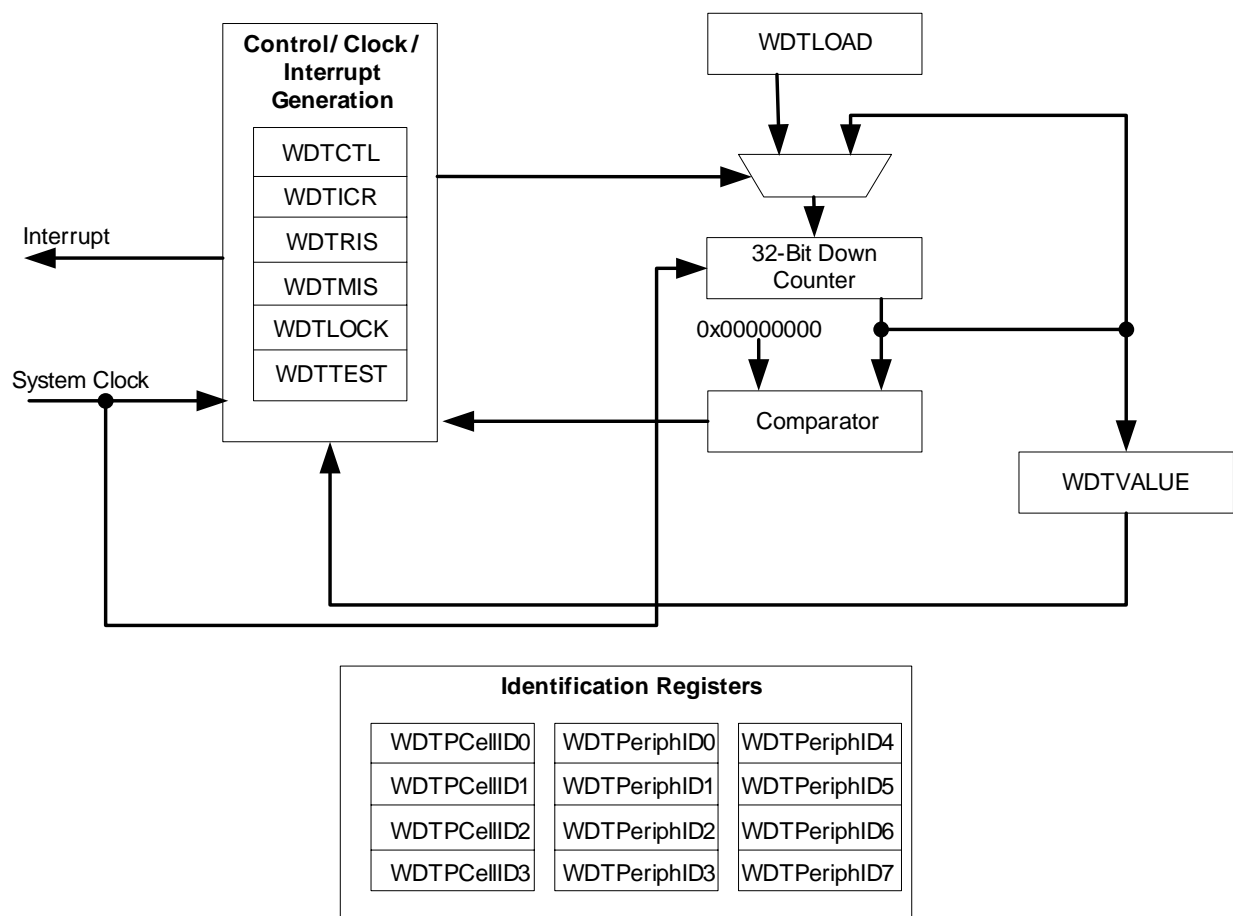 Control/ Clock/
Interrupt
Generation
WDTCTL
WDTICR
WDTRIS
WDTMIS
WDTLOCK
WDTTEST
Interrupt
System Clock
WDTLOAD
32-Bit Down
Counter
0x00000000
Comparator
WDTVALUE
Identification Registers
WDTPCellID0
WDTPeriphID0
WDTPeriphID4
WDTPCellID1
WDTPeriphID1
WDTPeriphID5
WDTPCellID2
WDTPeriphID2
WDTPeriphID6
WDTPCellID3
WDTPeriphID3
WDTPeriphID7